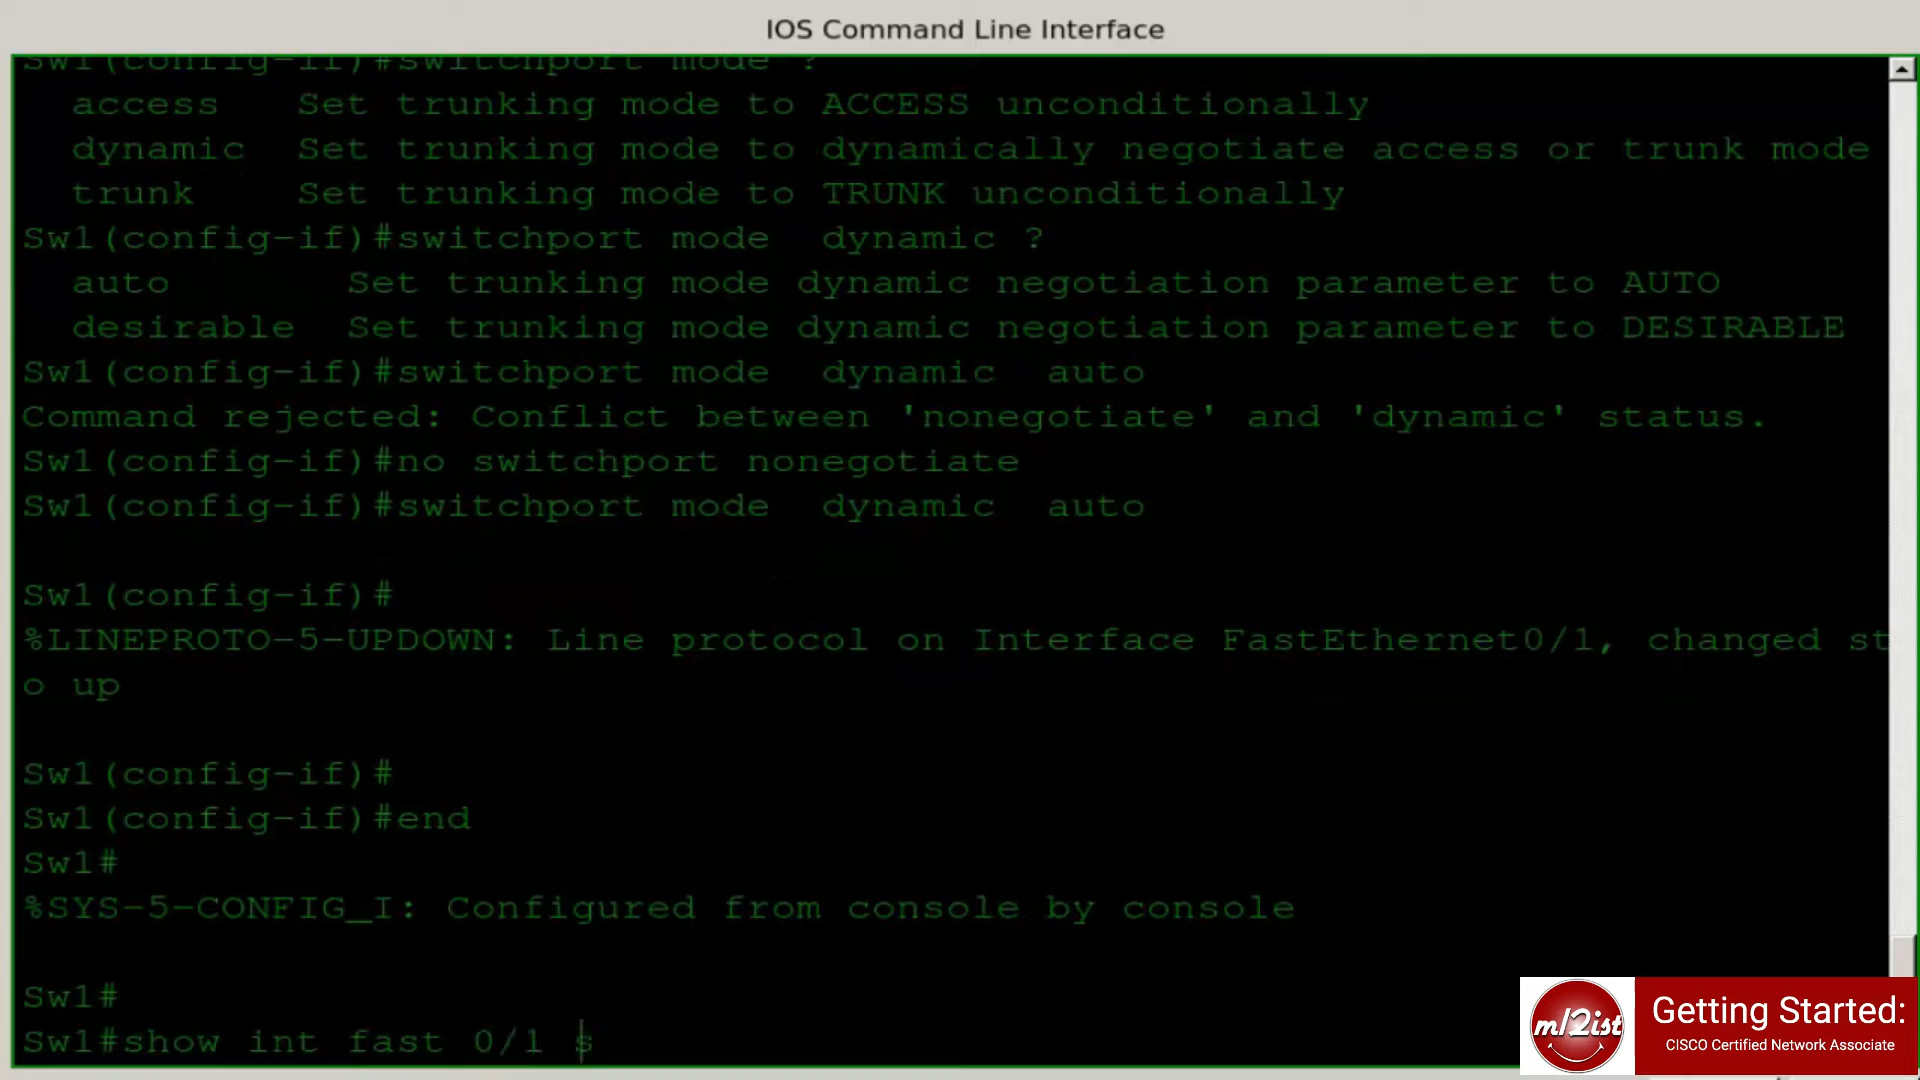 IOS Command Line Interface
Sw1(config-if)#switchport mode ?
access Set trunking mode to ACCESS unconditionally
dynamic Set trunking mode to dynamically negotiate access or trunk mode
trunk Set trunking mode to TRUNK unconditionally
Sw1(config-if)#switchport mode dynamic ?
auto Set trunking mode dynamic negotiation parameter to AUTO
desirable Set trunking mode dynamic negotiation parameter to DESIRABLE
Sw1(config-if)#switchport mode dynamic auto
Command rejected: Conflict between 'nonegotiate' and 'dynamic' status.
Sw1(config-if)#no switchport nonegotiate
Sw1(config-if)#switchport mode dynamic auto
Sw1(config-if)#
%LINEPROTO-5-UPDOWN: Line protocol on Interface FastEthernet0/1, changed st
o up
Sw1(config-if)#
Sw1(config-if)#end
Sw1#
%SYS-5-CONFIG_I: Configured from console by console
Sw1#
Sw1#show int fast 0/1 s
ml2ist
Getting Started:
CISCO Certified Network Associate